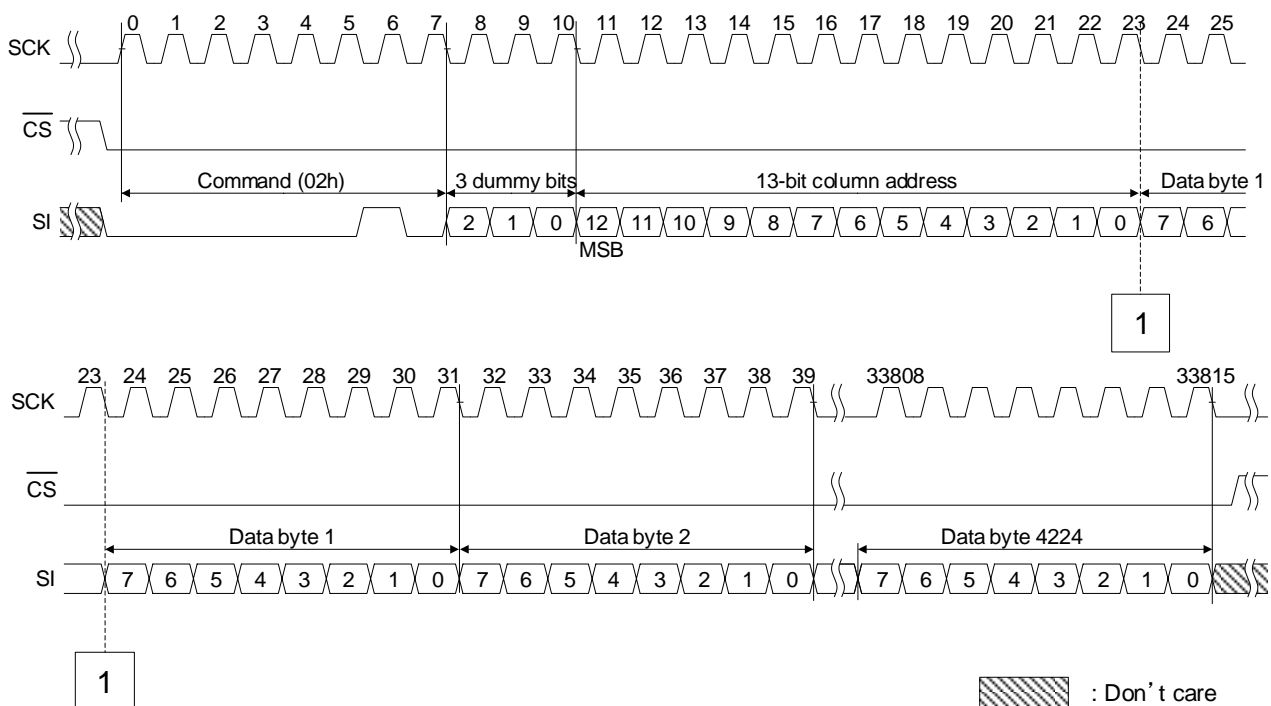 0 1 2 3 4 5 6 7 8 9 10 11 12 13 14 15 16 17 18 19 20 21 22 23 24 25
SCK
CS
Command (02h) 3 dummy bits 13-bit column address Data byte 1
SI 2 1 0 12 11 10 9 8 7 6 5 4 3 2 1 0 7 6
MSB
1
23 24 25 26 27 28 29 30 31 32 33 34 35 36 37 38 39 33808 33815
SCK
CS
Data byte 1 Data byte 2 Data byte 4224
SI 7 6 5 4 3 2 1 0 7 6 5 4 3 2 1 0 7 6 5 4 3 2 1 0
1
: Don’t care